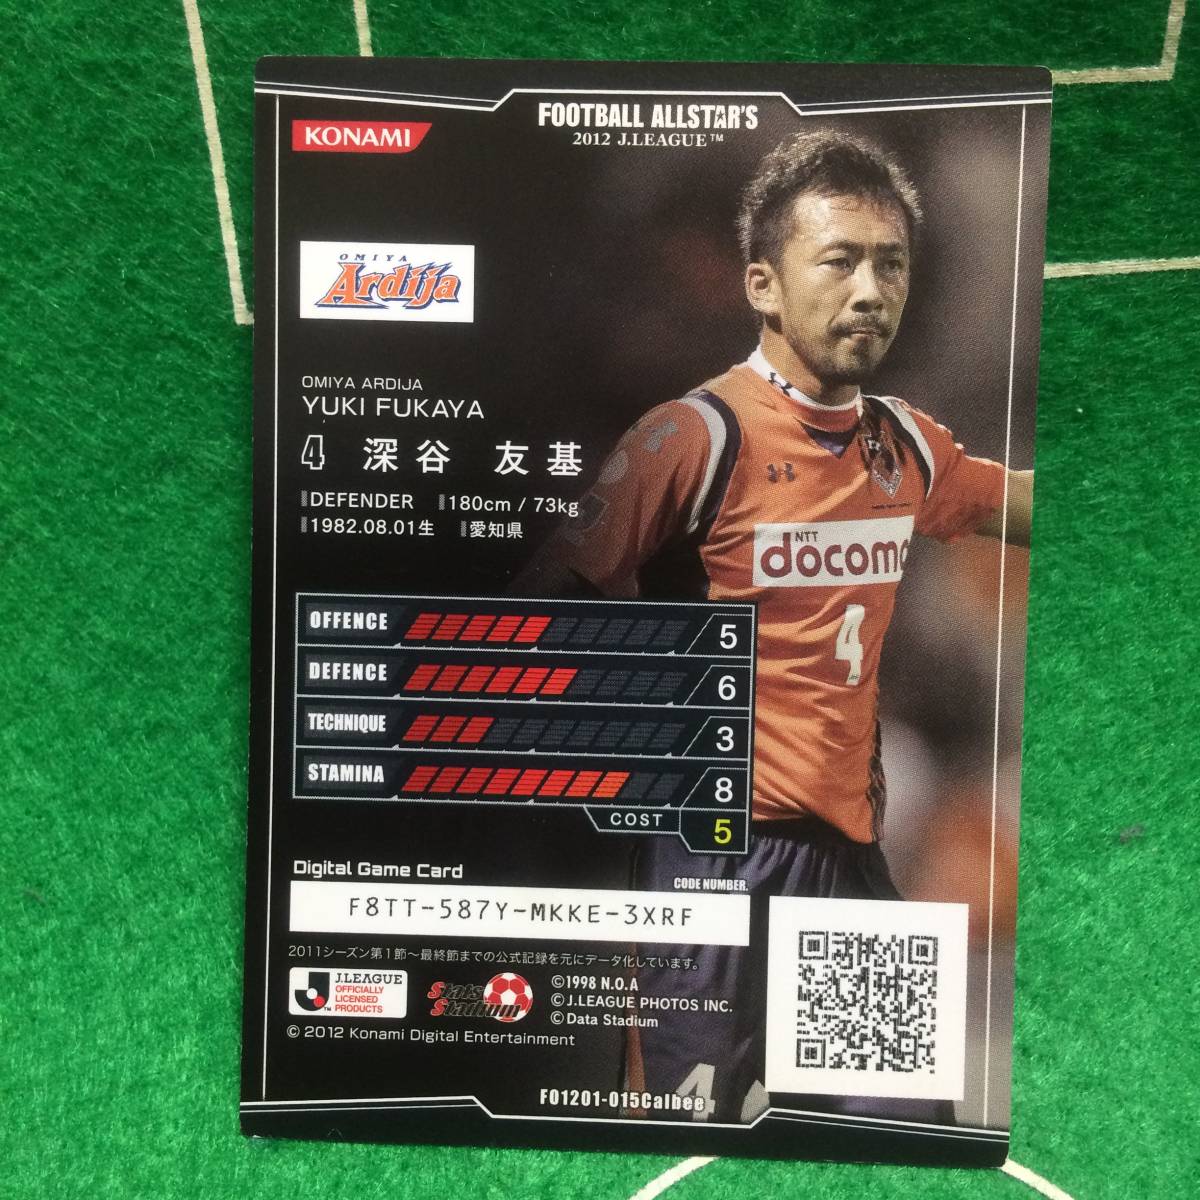 FOOTBALL ALLSTAR'S
2012 J.LEAGUE™
KONAMI
OMIYA
Ardija
OMIYA ARDIJA
YUKI FUKAYA
4 深谷 友基
DEFENDER 180cm / 73kg
1982.08.01生 愛知県
NTT
docomo
4
OFFENCE 5
DEFENCE 6
TECHNIQUE 3
STAMINA 8
COST 5
Digital Game Card
CODE NUMBER.
F8TT-587Y-MKKE-3XRF
2011シーズン第1節〜最終節までの公式記録を元にデータ化しています。
J.LEAGUE
OFFICIALLY
LICENSED
PRODUCTS
Stats
Stadium
©1998 N.O.A
©J.LEAGUE PHOTOS INC.
©Data Stadium
© 2012 Konami Digital Entertainment
4
FO1201-015Calbee